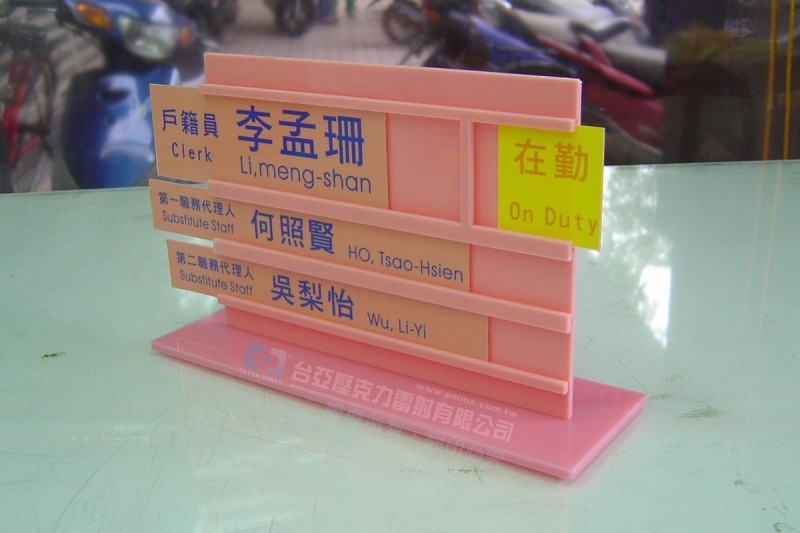 戶籍員 李孟珊
Clerk Li,meng-shan
在勤
On Duty
第一職務代理人 何照賢
Substitute Staff HO, Tsao-Hsien
第二職務代理人 吳梨怡
Substitute Staff Wu, Li-Yi
www.pmma.com.tw
台亞壓克力雷射有限公司